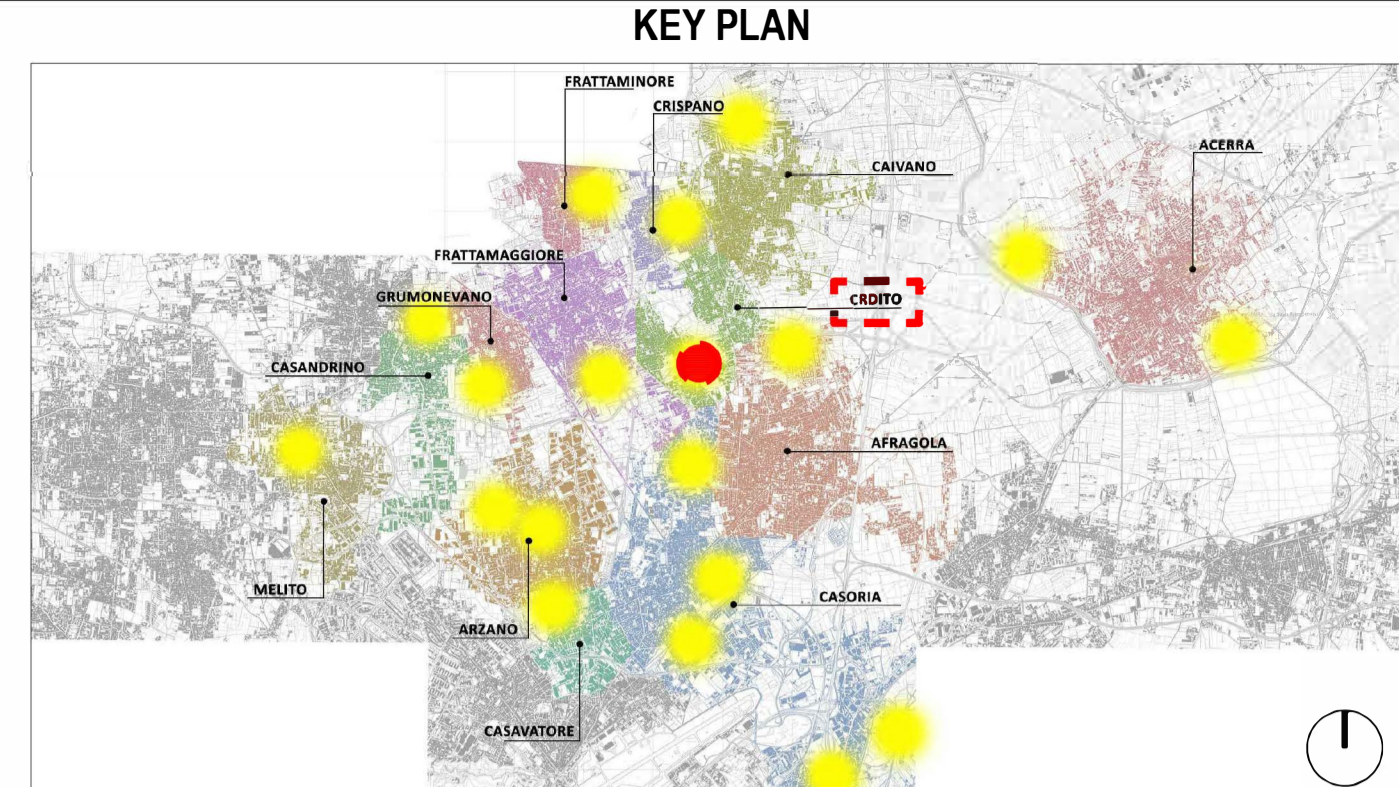 KEY PLAN
FRATTAMINORE
CRISPANO
ACERRA
CAIVANO
FRATTAMAGGIORE
GRUMONEVANO
CRDITO
CASANDRINO
AFRAGOLA
MELITO
CASORIA
ARZANO
CASAVATORE